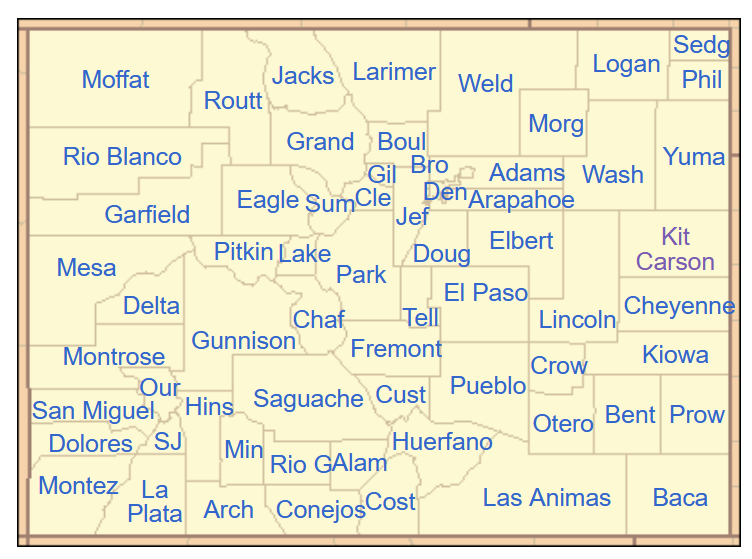 Sedg
Moffat
Routt
Jacks
Larimer
Weld
Logan
Phil
Grand
Boul
Morg
Rio Blanco
Gil
Bro
Adams
Wash
Yuma
Garfield
Eagle
Sum
Cle
Den
Arapahoe
Jef
Mesa
Pitkin
Lake
Park
Doug
Elbert
Kit
Carson
Delta
Gunnison
Chaf
Tell
El Paso
Lincoln
Cheyenne
Montrose
Fremont
Crow
Kiowa
Our
Hins
Saguache
Cust
Pueblo
San Miguel
Dolores
SJ
Min
Rio G
Alam
Huerfano
Otero
Bent
Prow
Montez
La
Plata
Arch
Conejos
Cost
Las Animas
Baca